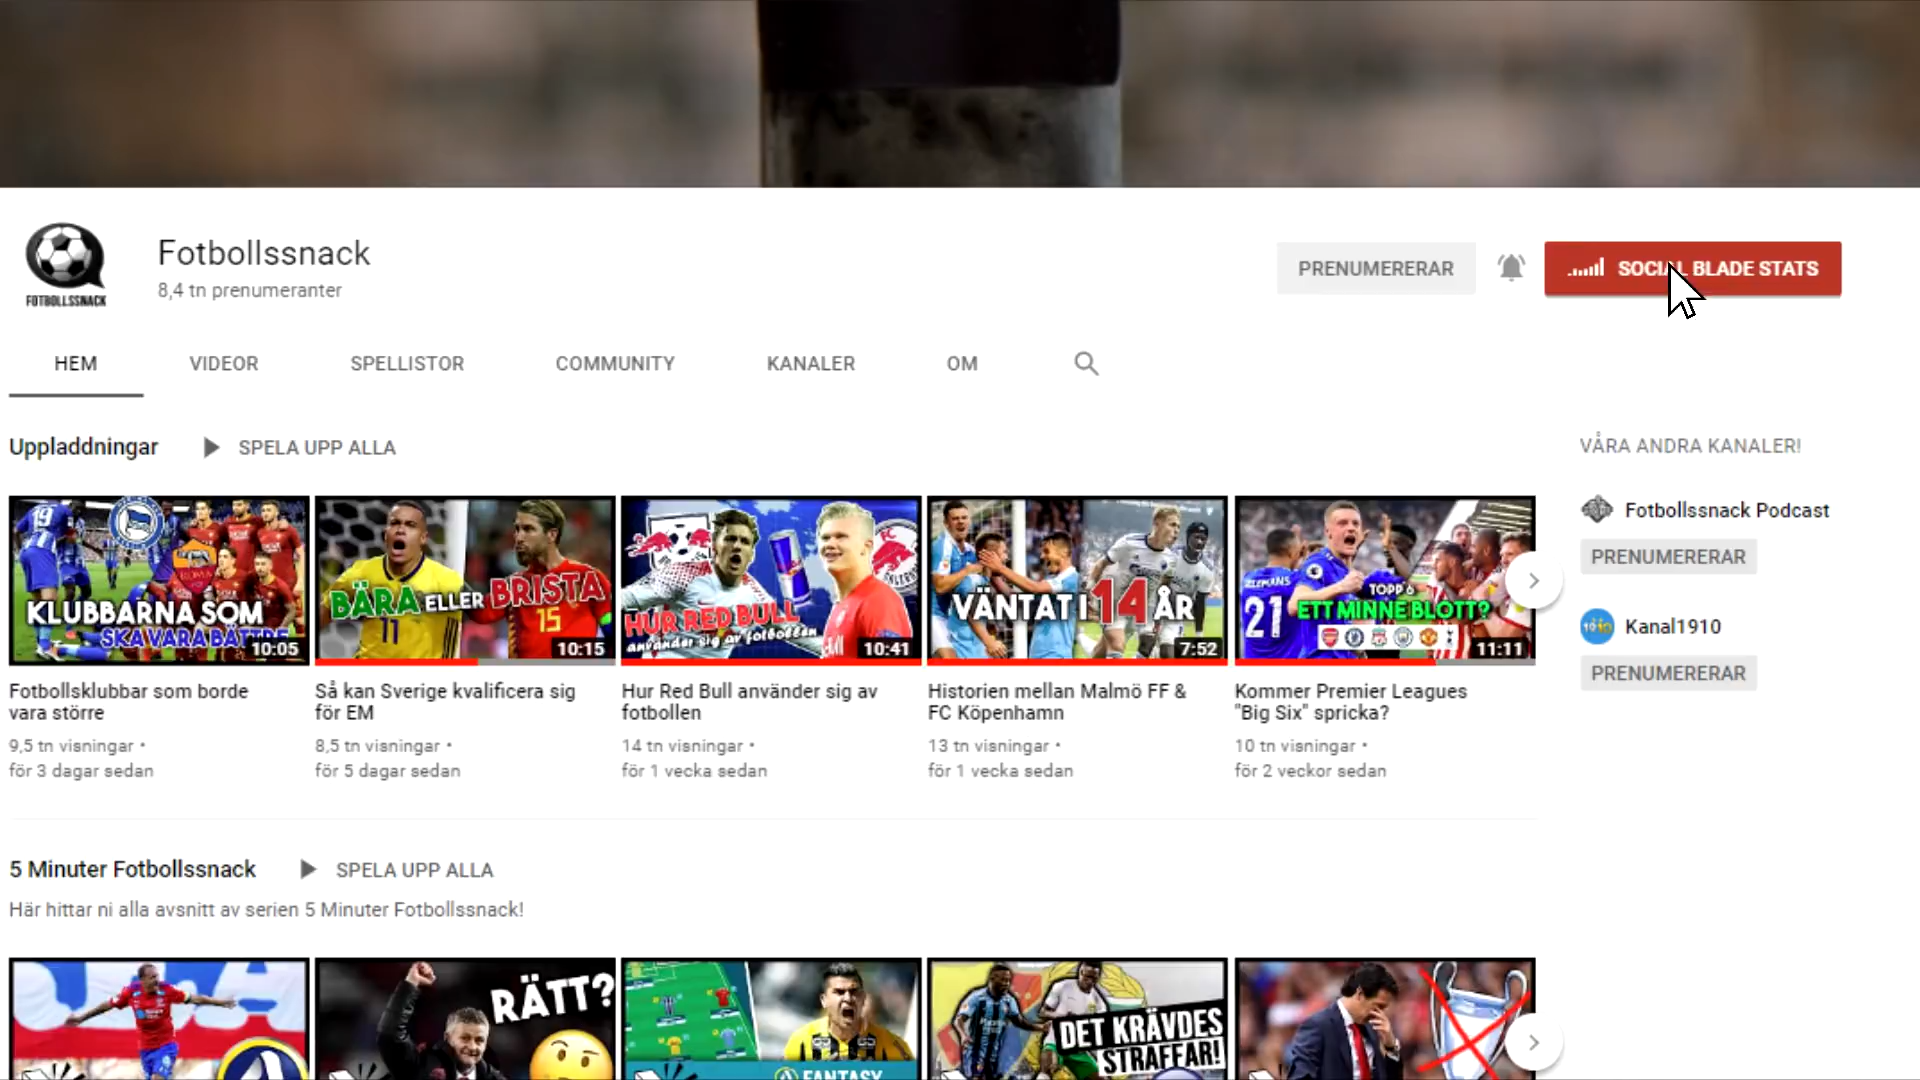 Fotbollssnack
8,4 tn prenumeranter
FOTBOLLSSNACK
PRENUMERERAR
SOCIAL BLADE STATS
HEM
VIDEOR
SPELLISTOR
COMMUNITY
KANALER
OM
Uppladdningar
SPELA UPP ALLA
19
KLUBBARNA SOM
SKA VARA BÄTTRE
10:05
BÄRA ELLER BRISTA
11
15
10:15
HUR RED BULL
använder sig av fotbollen
10:41
VÄNTAT I 14 ÅR
7:52
21
TOPP 6
ETT MINNE BLOTT?
11:11
Fotbollsklubbar som borde
vara större
9,5 tn visningar •
för 3 dagar sedan
Så kan Sverige kvalificera sig
för EM
8,5 tn visningar •
för 5 dagar sedan
Hur Red Bull använder sig av
fotbollen
14 tn visningar •
för 1 vecka sedan
Historien mellan Malmö FF &
FC Köpenhamn
13 tn visningar •
för 1 vecka sedan
Kommer Premier Leagues
"Big Six" spricka?
10 tn visningar •
för 2 veckor sedan
VÅRA ANDRA KANALER!
Fotbollssnack Podcast
PRENUMERERAR
Kanal1910
PRENUMERERAR
5 Minuter Fotbollssnack
SPELA UPP ALLA
Här hittar ni alla avsnitt av serien 5 Minuter Fotbollssnack!
RÄTT?
FANTASY
DET KRÄVDES
STRAFFAR!